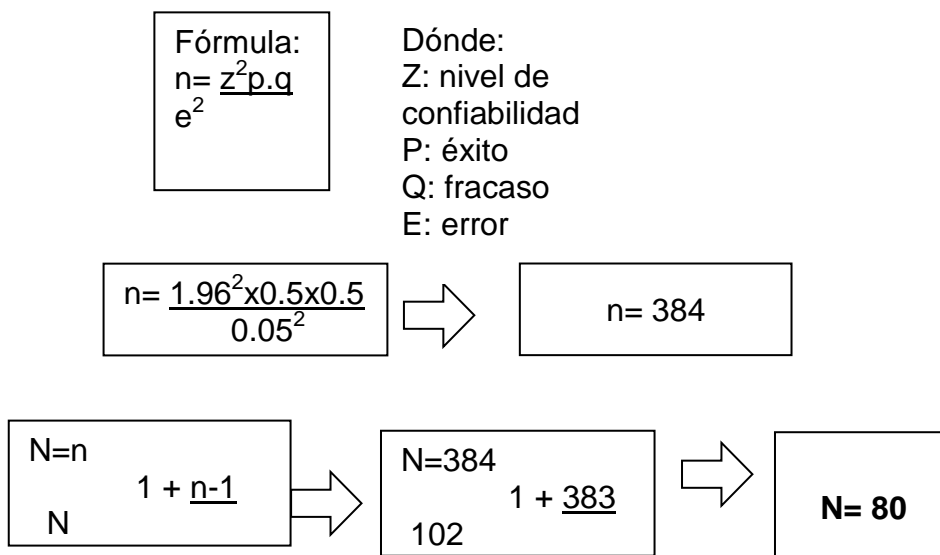 Fórmula:
n= z²p.q
e²
Dónde:
Z: nivel de
confiabilidad
P: éxito
Q: fracaso
E: error
n= 1.96²x0.5x0.5
0.05²
n= 384
N=n
1 + n-1
N
N=384
1 + 383
102
N= 80